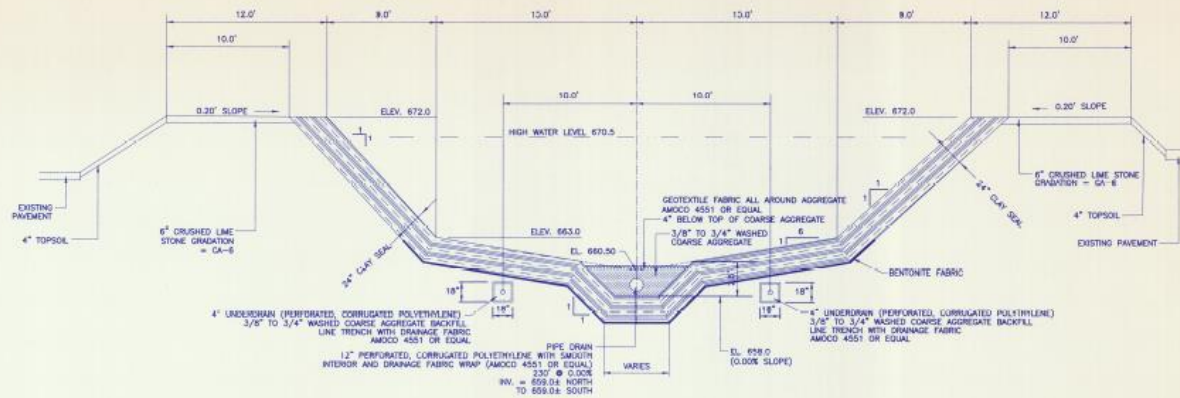 12.0' 9.0' 15.0' 15.0' 9.0' 12.0'
10.0' 10.0'
10.0' 10.0'
0.20' SLOPE ELEV. 672.0 ELEV. 672.0 0.20' SLOPE
HIGH WATER LEVEL 670.5
1
1
EXISTING
PAVEMENT
4" TOPSOIL
6" CRUSHED LIME
STONE GRADATION
= CA-6
24" CLAY SEAL
ELEV. 663.0
GEOTEXTILE FABRIC ALL AROUND AGGREGATE
AMOCO 4551 OR EQUAL
4" BELOW TOP OF COARSE AGGREGATE
3/8" TO 3/4" WASHED
COARSE AGGREGATE
EL. 660.50
1
6
1
1
24" CLAY SEAL
6" CRUSHED LIME STONE
GRADATION = CA-6
4" TOPSOIL
EXISTING PAVEMENT
BENTONITE FABRIC
18"
18"
4' UNDERDRAIN (PERFORATED, CORRUGATED POLYETHYLENE)
3/8" TO 3/4" WASHED COARSE AGGREGATE BACKFILL
LINE TRENCH WITH DRAINAGE FABRIC
AMOCO 4551 OR EQUAL
1
1
PIPE DRAIN
12" PERFORATED, CORRUGATED POLYETHYLENE WITH SMOOTH
INTERIOR AND DRAINAGE FABRIC WRAP (AMOCO 4551 OR EQUAL)
230' @ 0.00%
INV. = 659.0± NORTH
TO 659.0± SOUTH
VARIES
EL. 658.0
(0.00% SLOPE)
18"
18"
4" UNDERDRAIN (PERFORATED, CORRUGATED POLYETHYLENE)
3/8" TO 3/4" WASHED COARSE AGGREGATE BACKFILL
LINE TRENCH WITH DRAINAGE FABRIC
AMOCO 4551 OR EQUAL